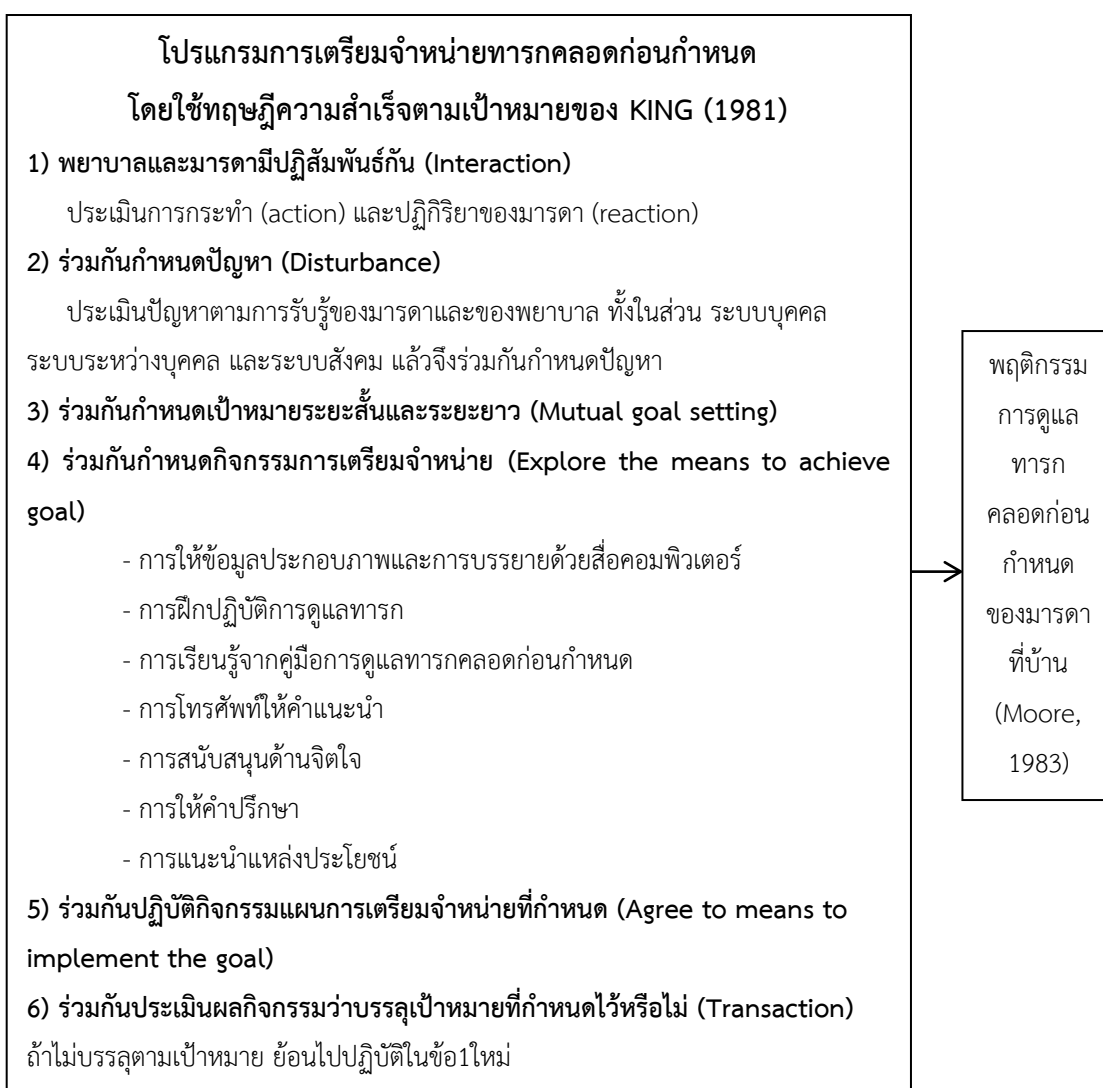 โปรแกรมการเตรียมจำหน่ายทารกคลอดก่อนกำหนด
โดยใช้ทฤษฎีความสำเร็จตามเป้าหมายของ KING (1981)
1) พยาบาลและมารดามีปฏิสัมพันธ์กัน (Interaction)
ประเมินการกระทำ (action) และปฏิกิริยาของมารดา (reaction)
2) ร่วมกันกำหนดปัญหา (Disturbance)
ประเมินปัญหาตามการรับรู้ของมารดาและของพยาบาล ทั้งในส่วน ระบบบุคคล
ระบบระหว่างบุคคล และระบบสังคม แล้วจึงร่วมกันกำหนดปัญหา
3) ร่วมกันกำหนดเป้าหมายระยะสั้นและระยะยาว (Mutual goal setting)
4) ร่วมกันกำหนดกิจกรรมการเตรียมจำหน่าย (Explore the means to achieve
goal)
- การให้ข้อมูลประกอบภาพและการบรรยายด้วยสื่อคอมพิวเตอร์
- การฝึกปฏิบัติการดูแลทารก
- การเรียนรู้จากคู่มือการดูแลทารกคลอดก่อนกำหนด
- การโทรศัพท์ให้คำแนะนำ
- การสนับสนุนด้านจิตใจ
- การให้คำปรึกษา
- การแนะนำแหล่งประโยชน์
5) ร่วมกันปฏิบัติกิจกรรมแผนการเตรียมจำหน่ายที่กำหนด (Agree to means to
implement the goal)
6) ร่วมกันประเมินผลกิจกรรมว่าบรรลุเป้าหมายที่กำหนดไว้หรือไม่ (Transaction)
ถ้าไม่บรรลุตามเป้าหมาย ย้อนไปปฏิบัติในข้อ1ใหม่
พฤติกรรม
การดูแล
ทารก
คลอดก่อน
กำหนด
ของมารดา
ที่บ้าน
(Moore,
1983)